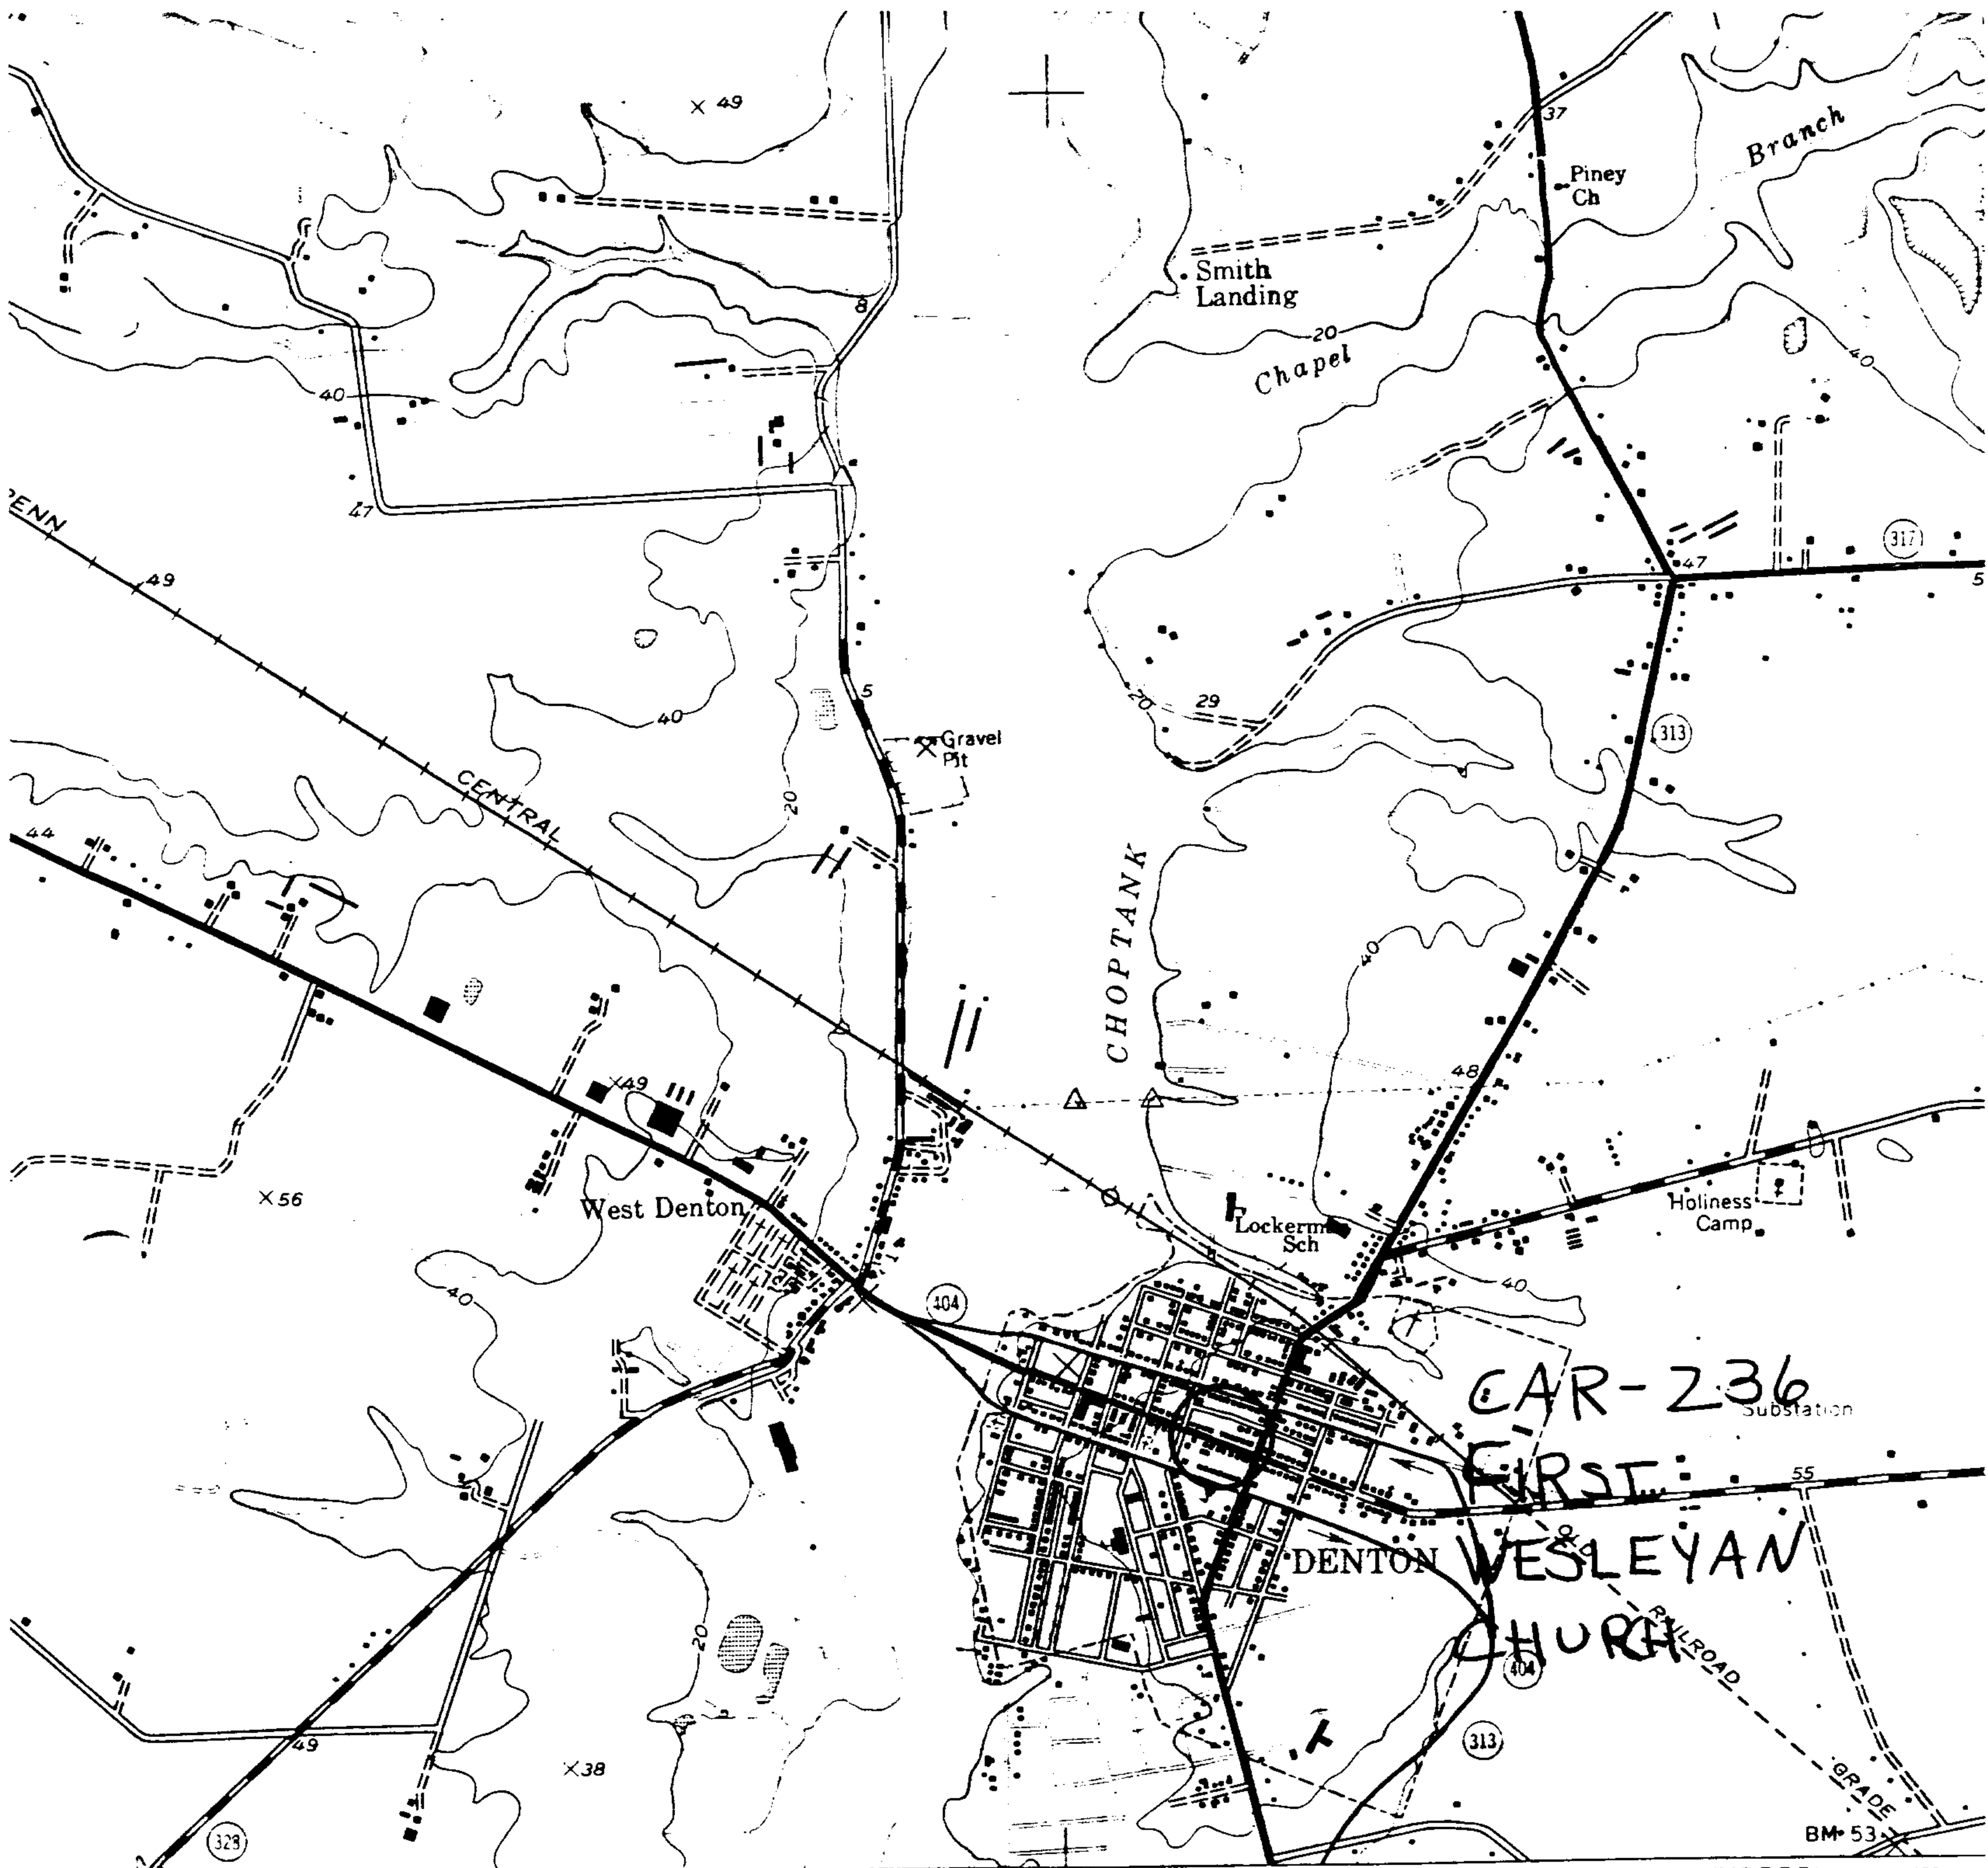 49
37
Branch
Piney
Ch
Smith
Landing
8
20
Chapel
40
40
47
PENN
49
317
47
5
5
29
20
40
313
Gravel
Pit
20
CENTRAL
44
CHOPTANK
40
48
49
56
West Denton
Holiness
Camp
Sch
40
40
404
CAR-236
Substation
FIRST
55
DENTON
WESLEYAN
OLD
RAILROAD
CHURCH
404
20
49
38
313
GRADE
328
BM 53